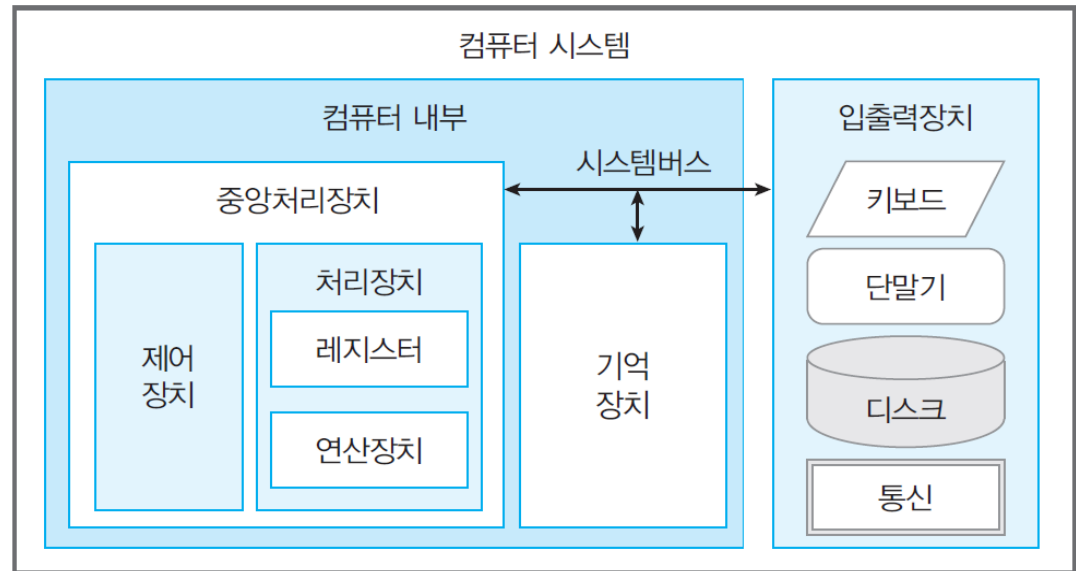 컴퓨터 시스템
컴퓨터 내부
입출력장치
시스템버스
중앙처리장치
키보드
처리장치
단말기
레지스터
제어
장치
기억
장치
디스크
연산장치
통신